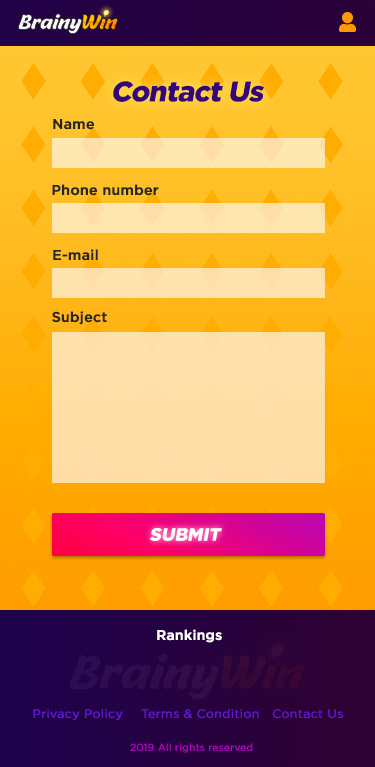 BrainyWin
Contact Us
Name
Phone number
E-mail
Subject
SUBMIT
Rankings
BrainyWin
Privacy Policy Terms & Condition Contact Us
2019 All rights reserved